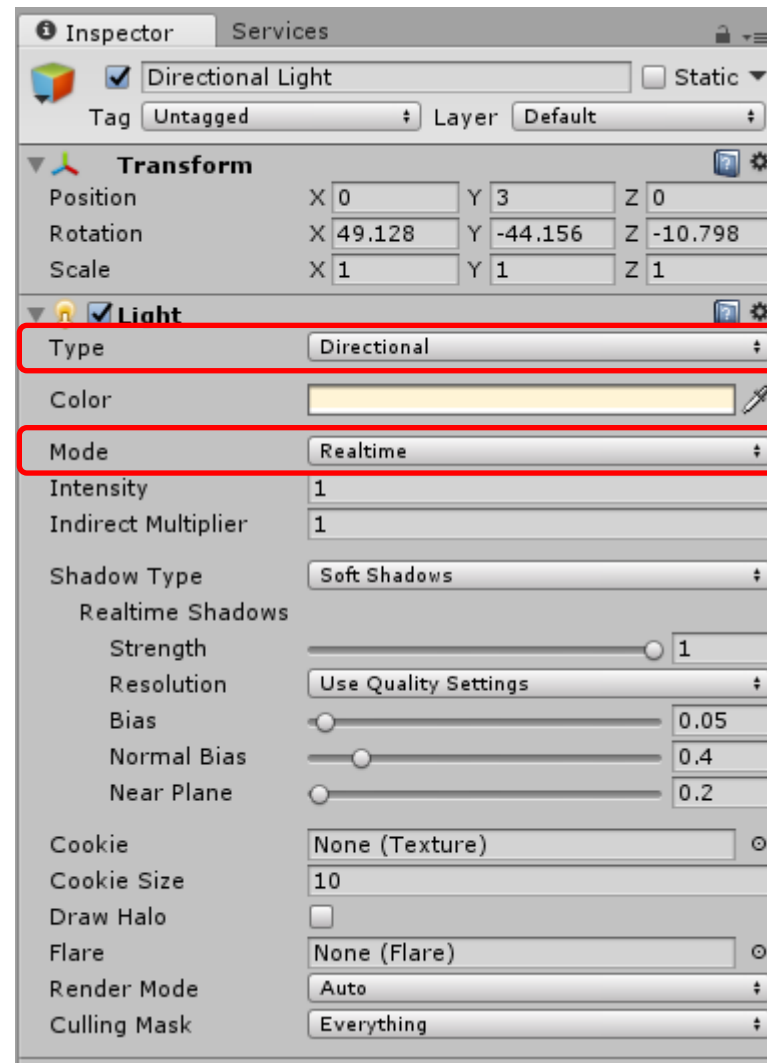 Inspector Services
Directional Light Static
Tag Untagged Layer Default
Transform
Position X 0 Y 3 Z 0
Rotation X 49.128 Y -44.156 Z -10.798
Scale X 1 Y 1 Z 1
Light
Type Directional
Color
Mode Realtime
Intensity 1
Indirect Multiplier 1
Shadow Type Soft Shadows
Realtime Shadows
Strength 1
Resolution Use Quality Settings
Bias 0.05
Normal Bias 0.4
Near Plane 0.2
Cookie None (Texture)
Cookie Size 10
Draw Halo
Flare None (Flare)
Render Mode Auto
Culling Mask Everything